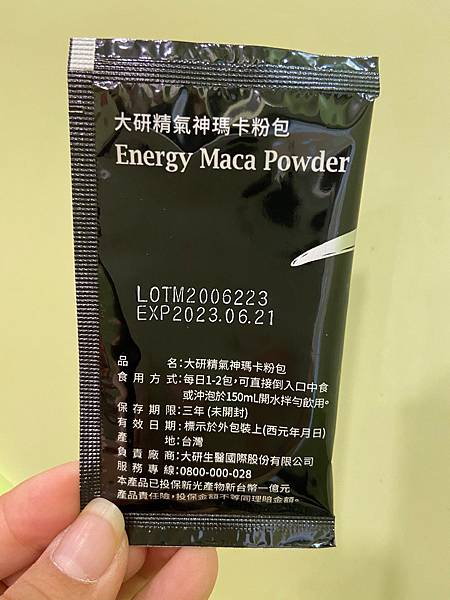 大研精氣神瑪卡粉包
Energy Maca Powder
LOTM2006223
EXP2023.06.21
品名：大研精氣神瑪卡粉包
食用方式：每日1-2包，可直接倒入口中食
或沖泡於150mL開水拌勻飲用。
保存期限：三年(未開封)
有效日期：標示於外包裝上(西元年月日)
產地：台灣
負責廠商：大研生醫國際股份有限公司
服務專線：0800-000-028
本產品已投保新光產物新台幣一億元
產品責任險，投保金額不等同理賠金額。